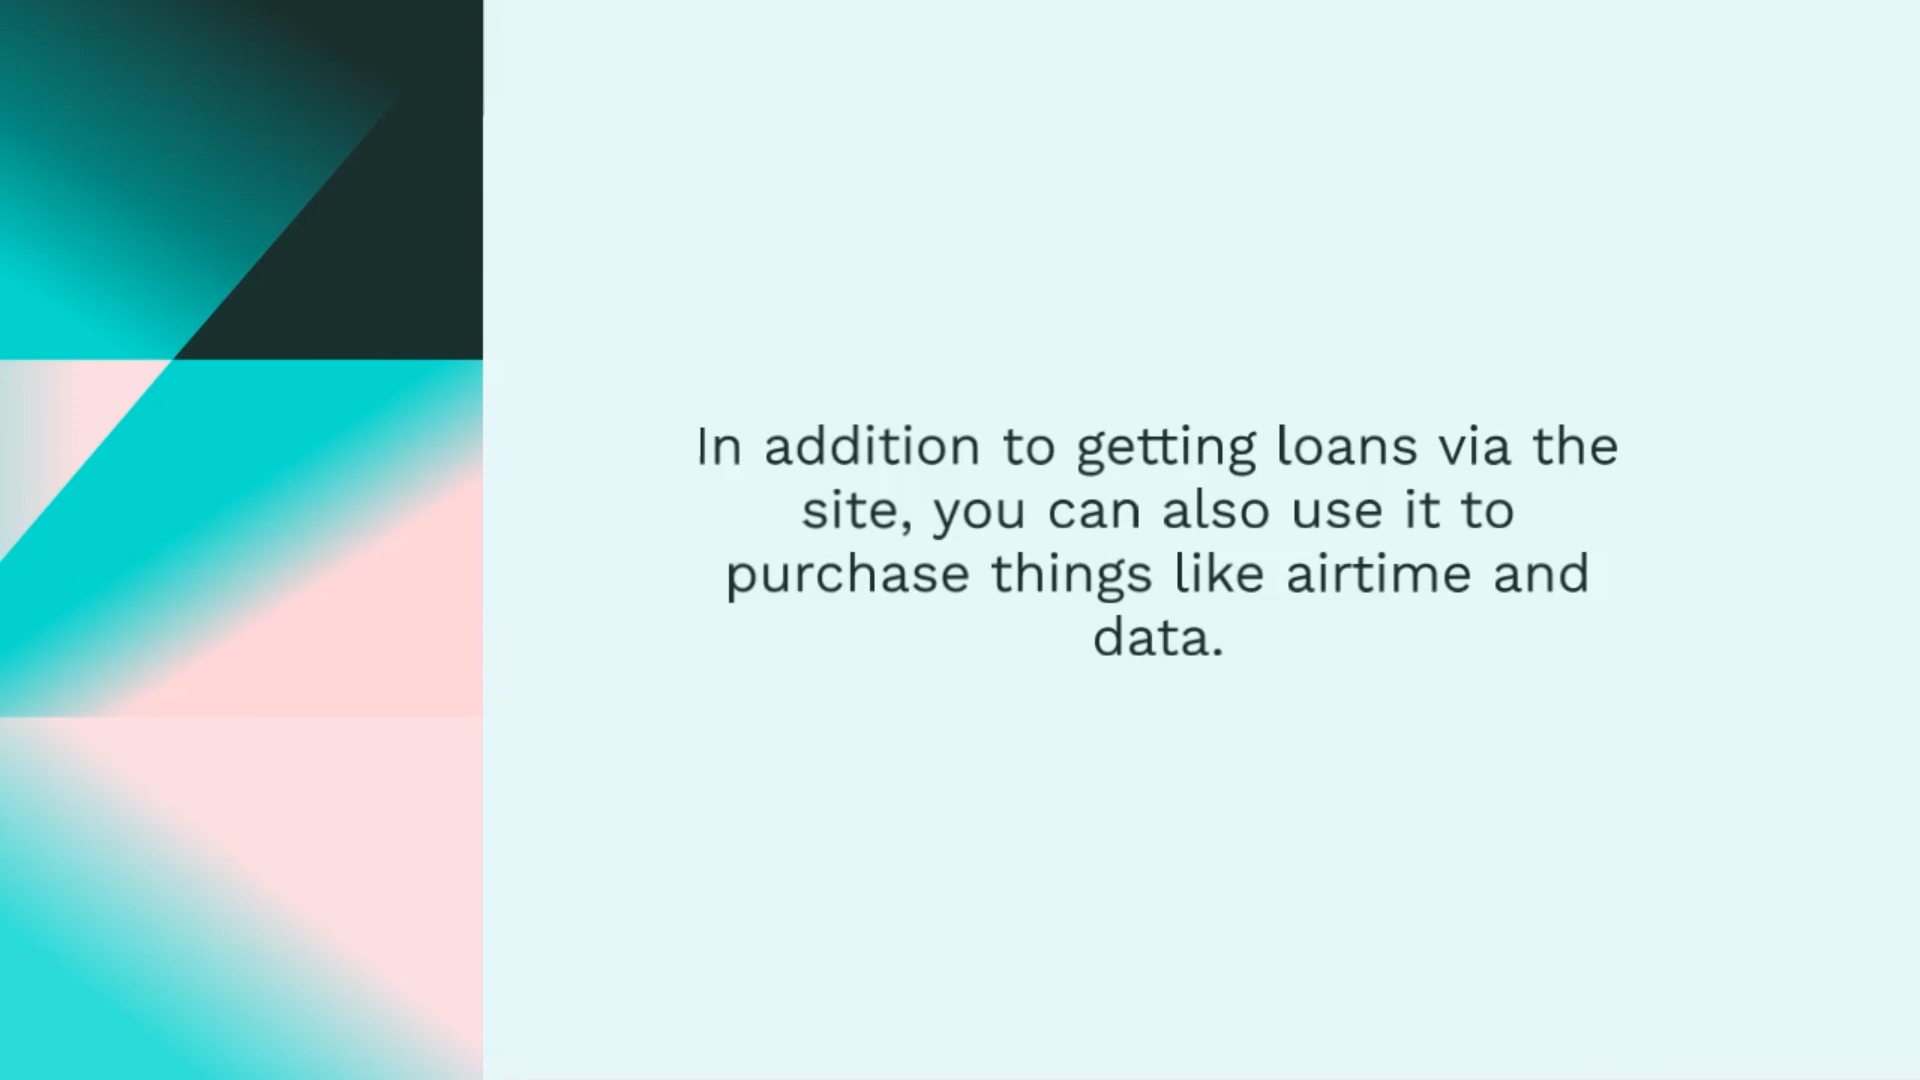 In addition to getting loans via the
site, you can also use it to
purchase things like airtime and
data.